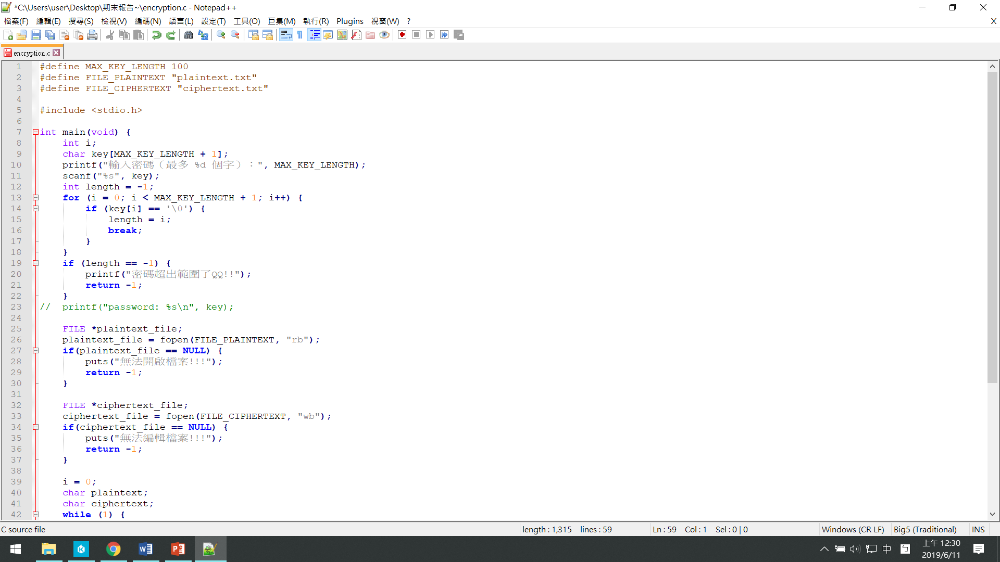 *C:\Users\user\Desktop\期末報告~\encryption.c - Notepad++
檔案(F) 編輯(E) 搜尋(S) 檢視(V) 編碼(N) 語言(L) 設定(T) 工具(O) 巨集(M) 執行(R) Plugins 視窗(W) ? X
encryption.c
1 #define MAX_KEY_LENGTH 100
2 #define FILE_PLAINTEXT "plaintext.txt"
3 #define FILE_CIPHERTEXT "ciphertext.txt"
4
5 #include <stdio.h>
6
7 int main(void) {
8 int i;
9 char key[MAX_KEY_LENGTH + 1];
10 printf("輸入密碼（最多 %d 個字）：", MAX_KEY_LENGTH);
11 scanf("%s", key);
12 int length = -1;
13 for (i = 0; i < MAX_KEY_LENGTH + 1; i++) {
14 if (key[i] == '\0') {
15 length = i;
16 break;
17 }
18 }
19 if (length == -1) {
20 printf("密碼超出範圍了QQ!!");
21 return -1;
22 }
23 // printf("password: %s\n", key);
24
25 FILE *plaintext_file;
26 plaintext_file = fopen(FILE_PLAINTEXT, "rb");
27 if(plaintext_file == NULL) {
28 puts("無法開啟檔案!!!");
29 return -1;
30 }
31
32 FILE *ciphertext_file;
33 ciphertext_file = fopen(FILE_CIPHERTEXT, "wb");
34 if(ciphertext_file == NULL) {
35 puts("無法編輯檔案!!!");
36 return -1;
37 }
38
39 i = 0;
40 char plaintext;
41 char ciphertext;
42 while (1) {
C source file length : 1,315 lines : 59 Ln : 59 Col : 1 Sel : 0 | 0 Windows (CR LF) Big5 (Traditional) INS
中 上午 12:30
2019/6/11